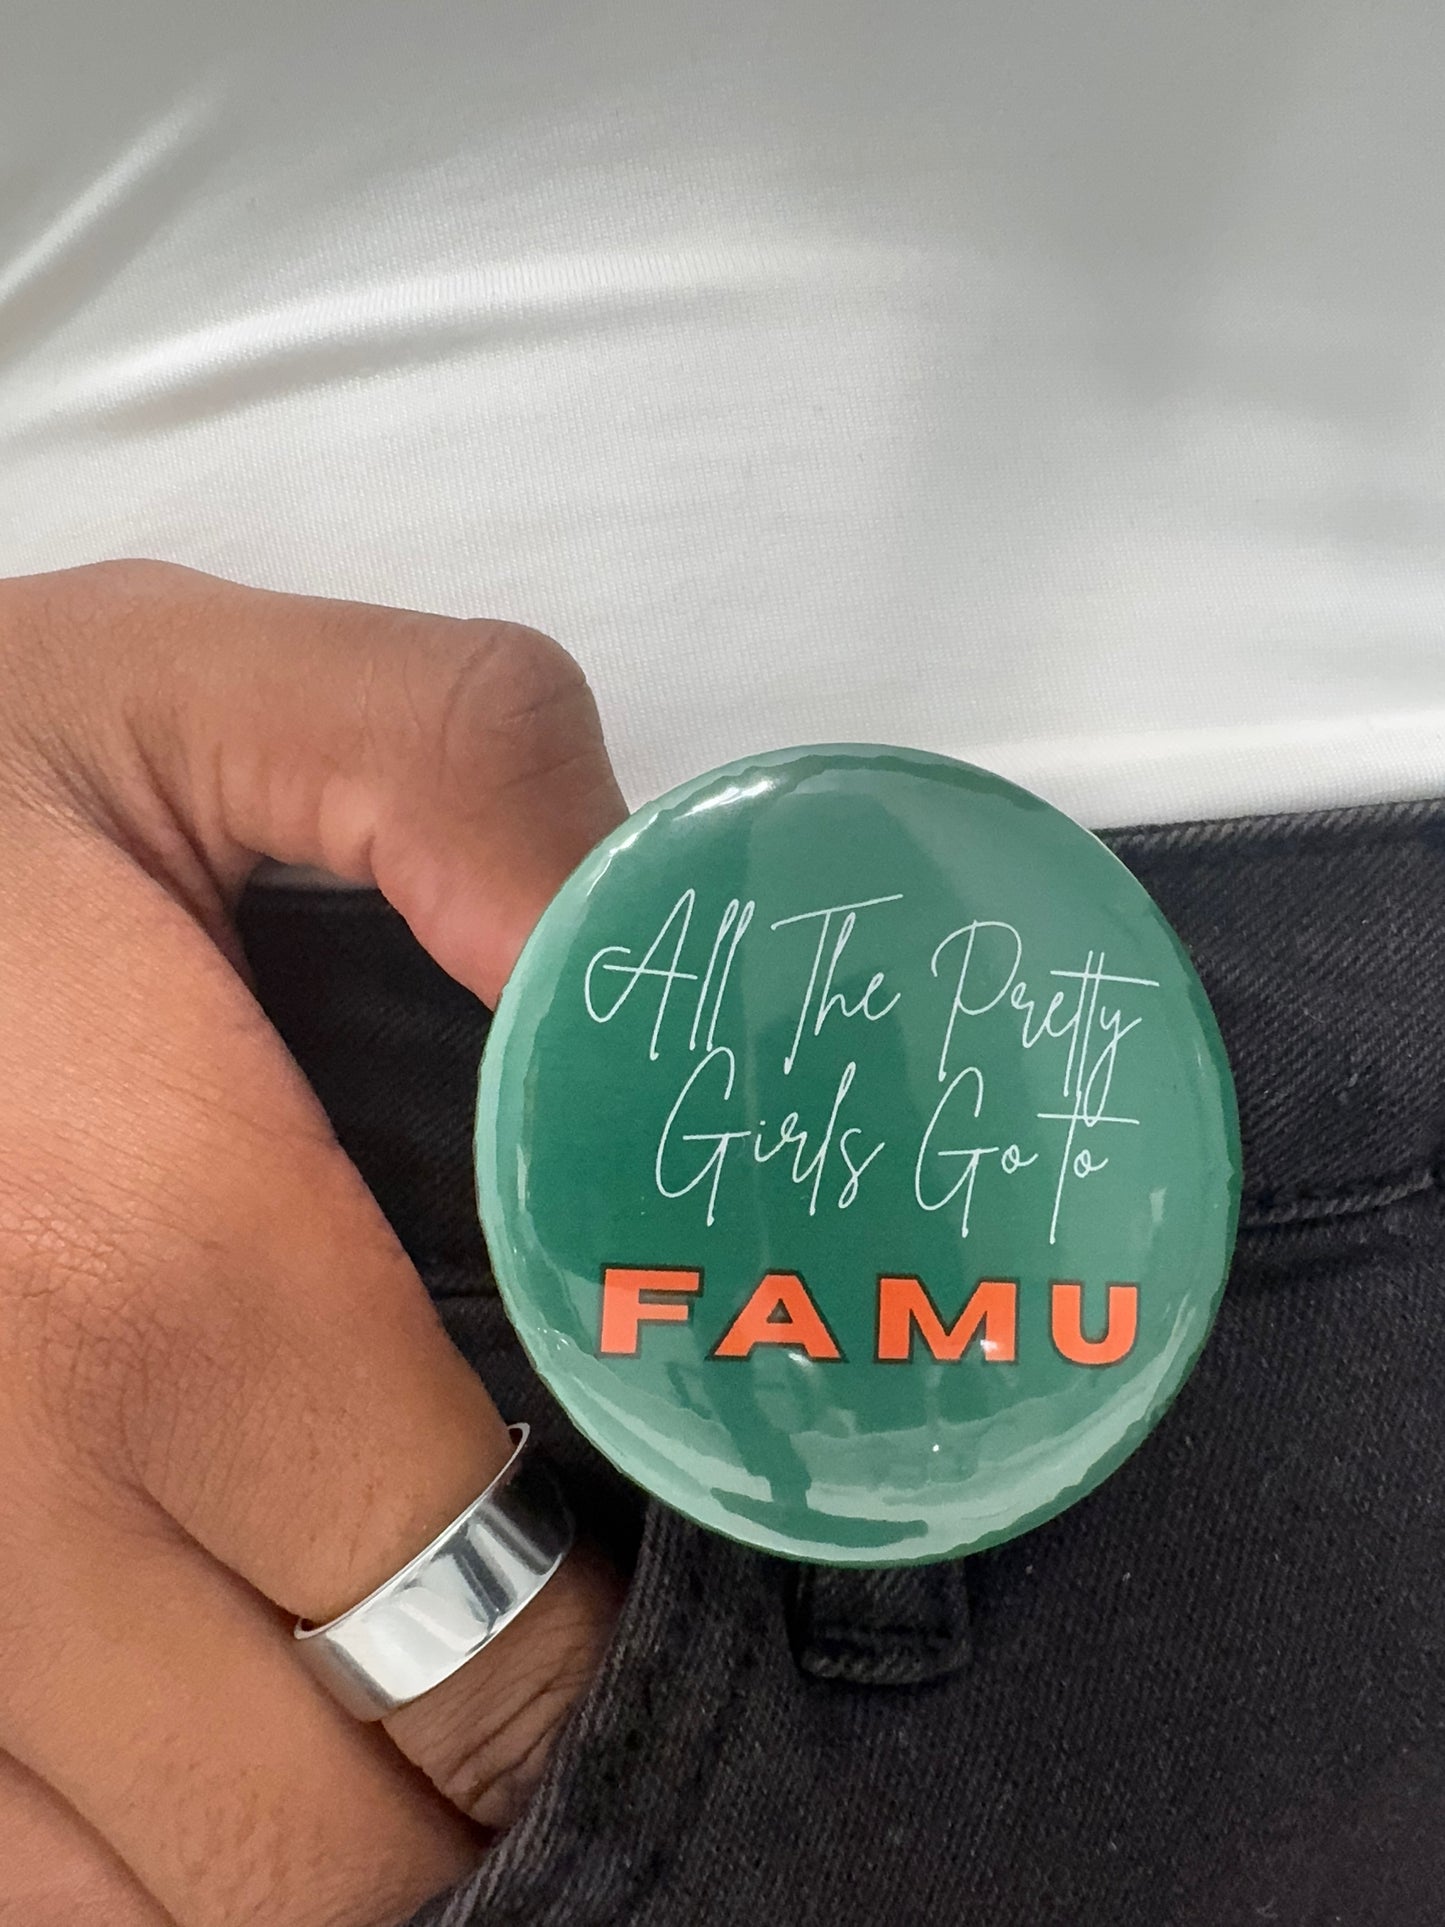 All The Pretty
Girls Go To
FAMU